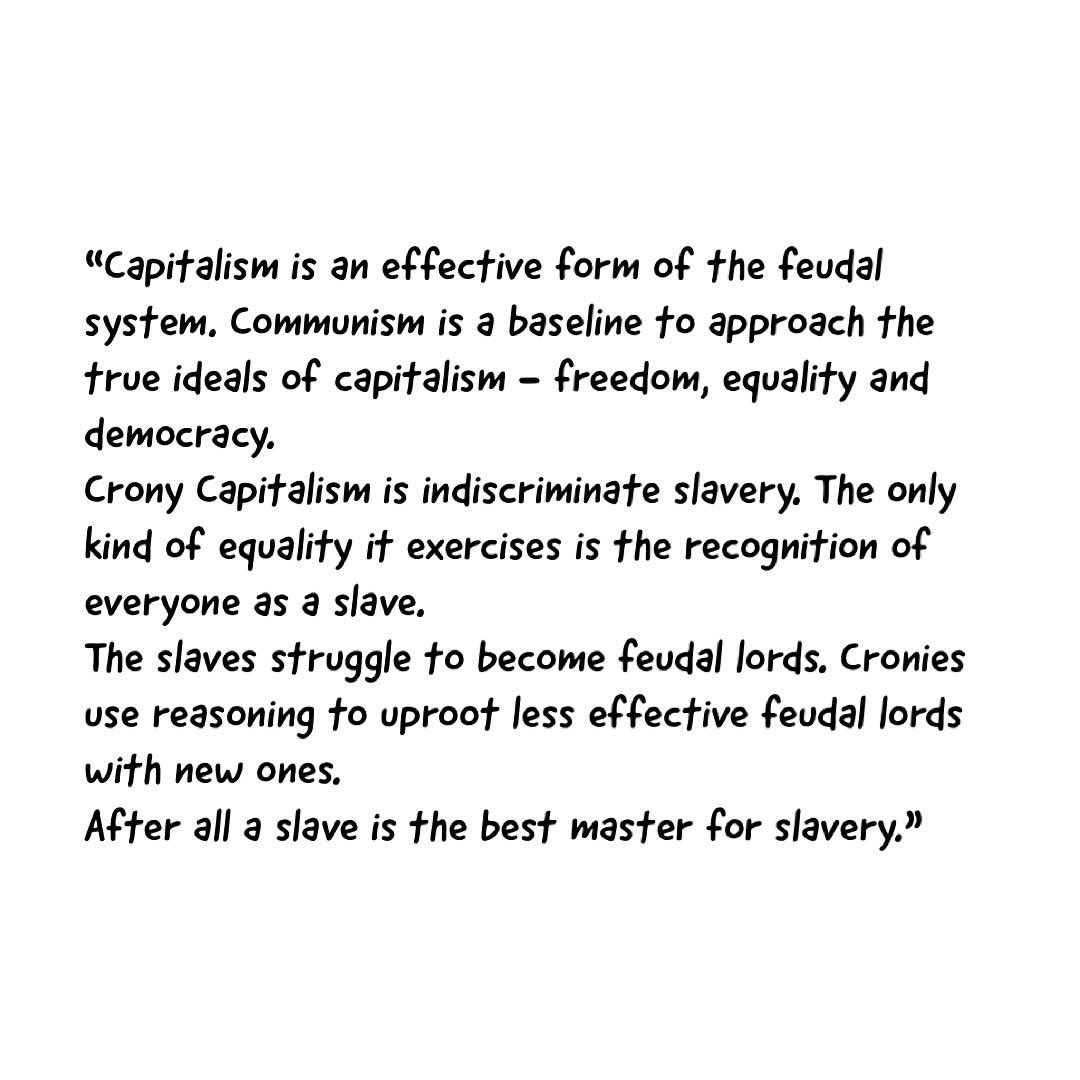 “Capitalism is an effective form of the feudal
system. Communism is a baseline to approach the
true ideals of capitalism – freedom, equality and
democracy.
Crony Capitalism is indiscriminate slavery. The only
kind of equality it exercises is the recognition of
everyone as a slave.
The slaves struggle to become feudal lords. Cronies
use reasoning to uproot less effective feudal lords
with new ones.
After all a slave is the best master for slavery.”